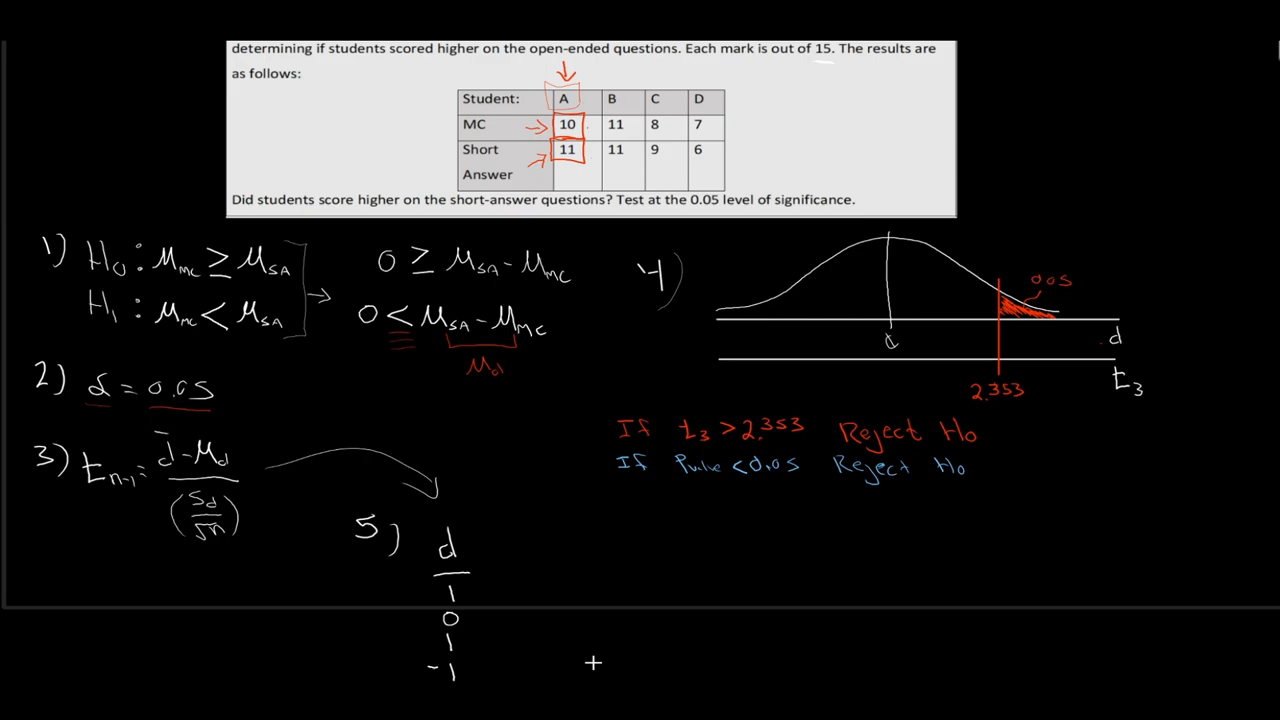 determining if students scored higher on the open-ended questions. Each mark is out of 15. The results are
as follows:
Student: A B C D
MC 10 11 8 7
Short 11 11 9 6
Answer
Did students score higher on the short-answer questions? Test at the 0.05 level of significance.
1) H0 : μMC ≥ μSA
H1 : μMC < μSA
0 ≥ μSA - μMC
0 < μSA - μMC
μd
2) α = 0.05
3) tn-1 = d̄ - μd / (Sd/√n)
4)
0.05
d
2.353
t3
If t3 > 2.353 Reject H0
If Pvalue < 0.05 Reject H0
5) d
1
0
1
-1